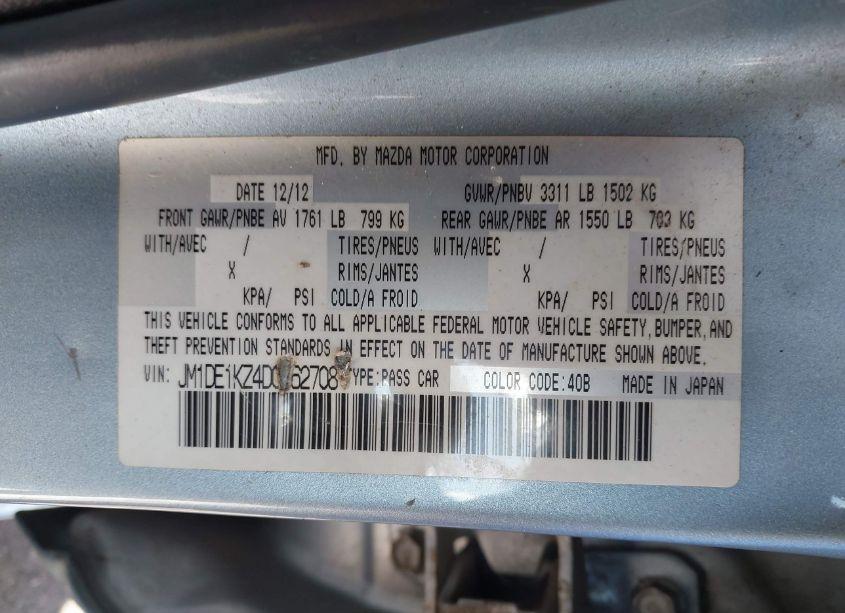 MFD. BY MAZDA MOTOR CORPORATION
DATE 12/12 GVWR/PNBV 3311 LB 1502 KG
FRONT GAWR/PNBE AV 1761 LB 799 KG REAR GAWR/PNBE AR 1550 LB 703 KG
WITH/AVEC / TIRES/PNEUS WITH/AVEC / TIRES/PNEUS
X RIMS/JANTES X RIMS/JANTES
KPA/ PSI COLD/A FROID KPA/ PSI COLD/A FROID
THIS VEHICLE CONFORMS TO ALL APPLICABLE FEDERAL MOTOR VEHICLE SAFETY, BUMPER, AND
THEFT PREVENTION STANDARDS IN EFFECT ON THE DATE OF MANUFACTURE SHOWN ABOVE.
VIN: TYPE:PASS CAR COLOR CODE:40B MADE IN JAPAN